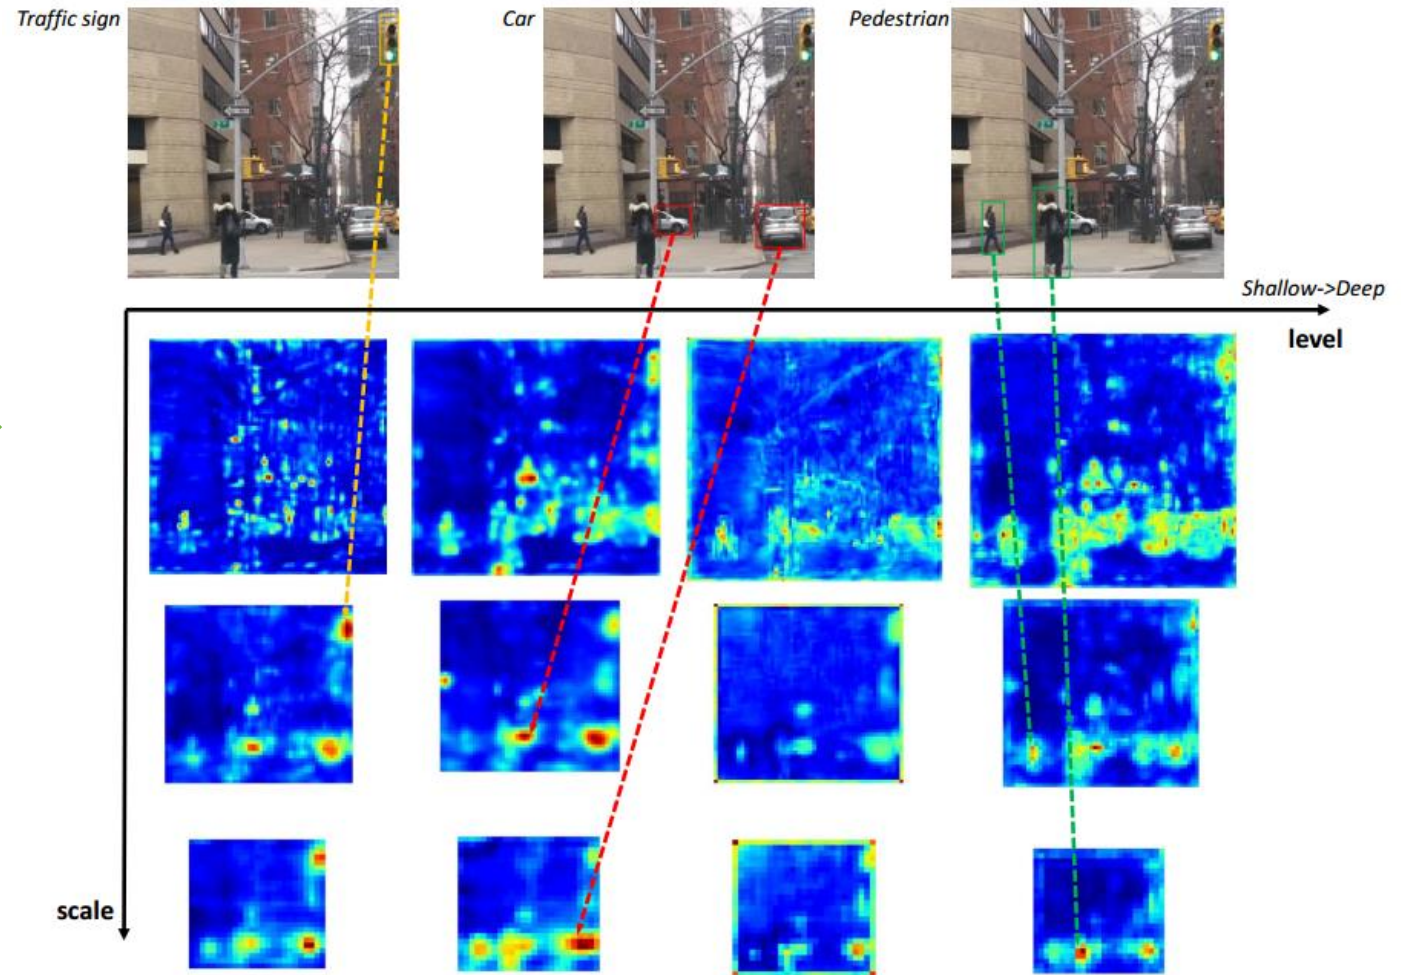 Traffic sign
Car
Pedestrian
Shallow->Deep
level
scale